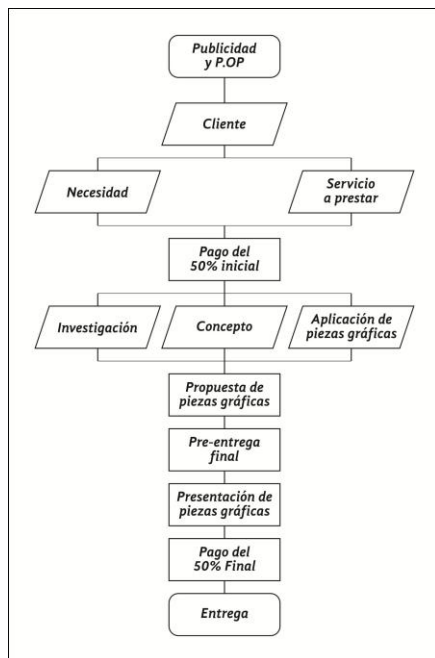 Publicidad
y P.OP
Cliente
Necesidad
Servicio
a prestar
Pago del
50% inicial
Investigación
Concepto
Aplicación de
piezas gráficas
Propuesta de
piezas gráficas
Pre-entrega
final
Presentación de
piezas gráficas
Pago del
50% Final
Entrega